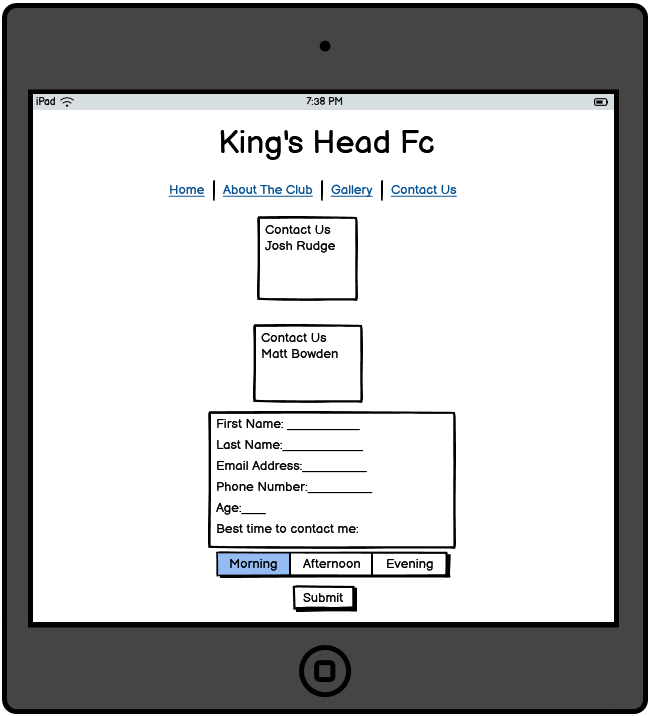 iPad 7:38 PM
King's Head Fc
Home About The Club Gallery Contact Us
Contact Us
Josh Rudge
Contact Us
Matt Bowden
First Name: ___________
Last Name:____________
Email Address:__________
Phone Number:__________
Age:____
Best time to contact me:
Morning Afternoon Evening
Submit